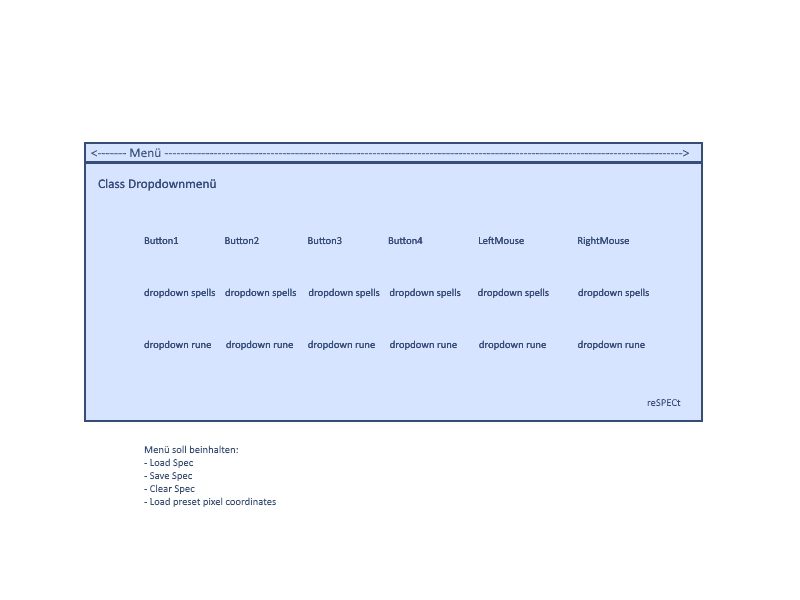 <------- Menü ----------------------------------------------------------------------------------------------------------------------------------->
Class Dropdownmenü
Button1 Button2 Button3 Button4 LeftMouse RightMouse
dropdown spells dropdown spells dropdown spells dropdown spells dropdown spells dropdown spells
dropdown rune dropdown rune dropdown rune dropdown rune dropdown rune dropdown rune
reSPECt
Menü soll beinhalten:
- Load Spec
- Save Spec
- Clear Spec
- Load preset pixel coordinates